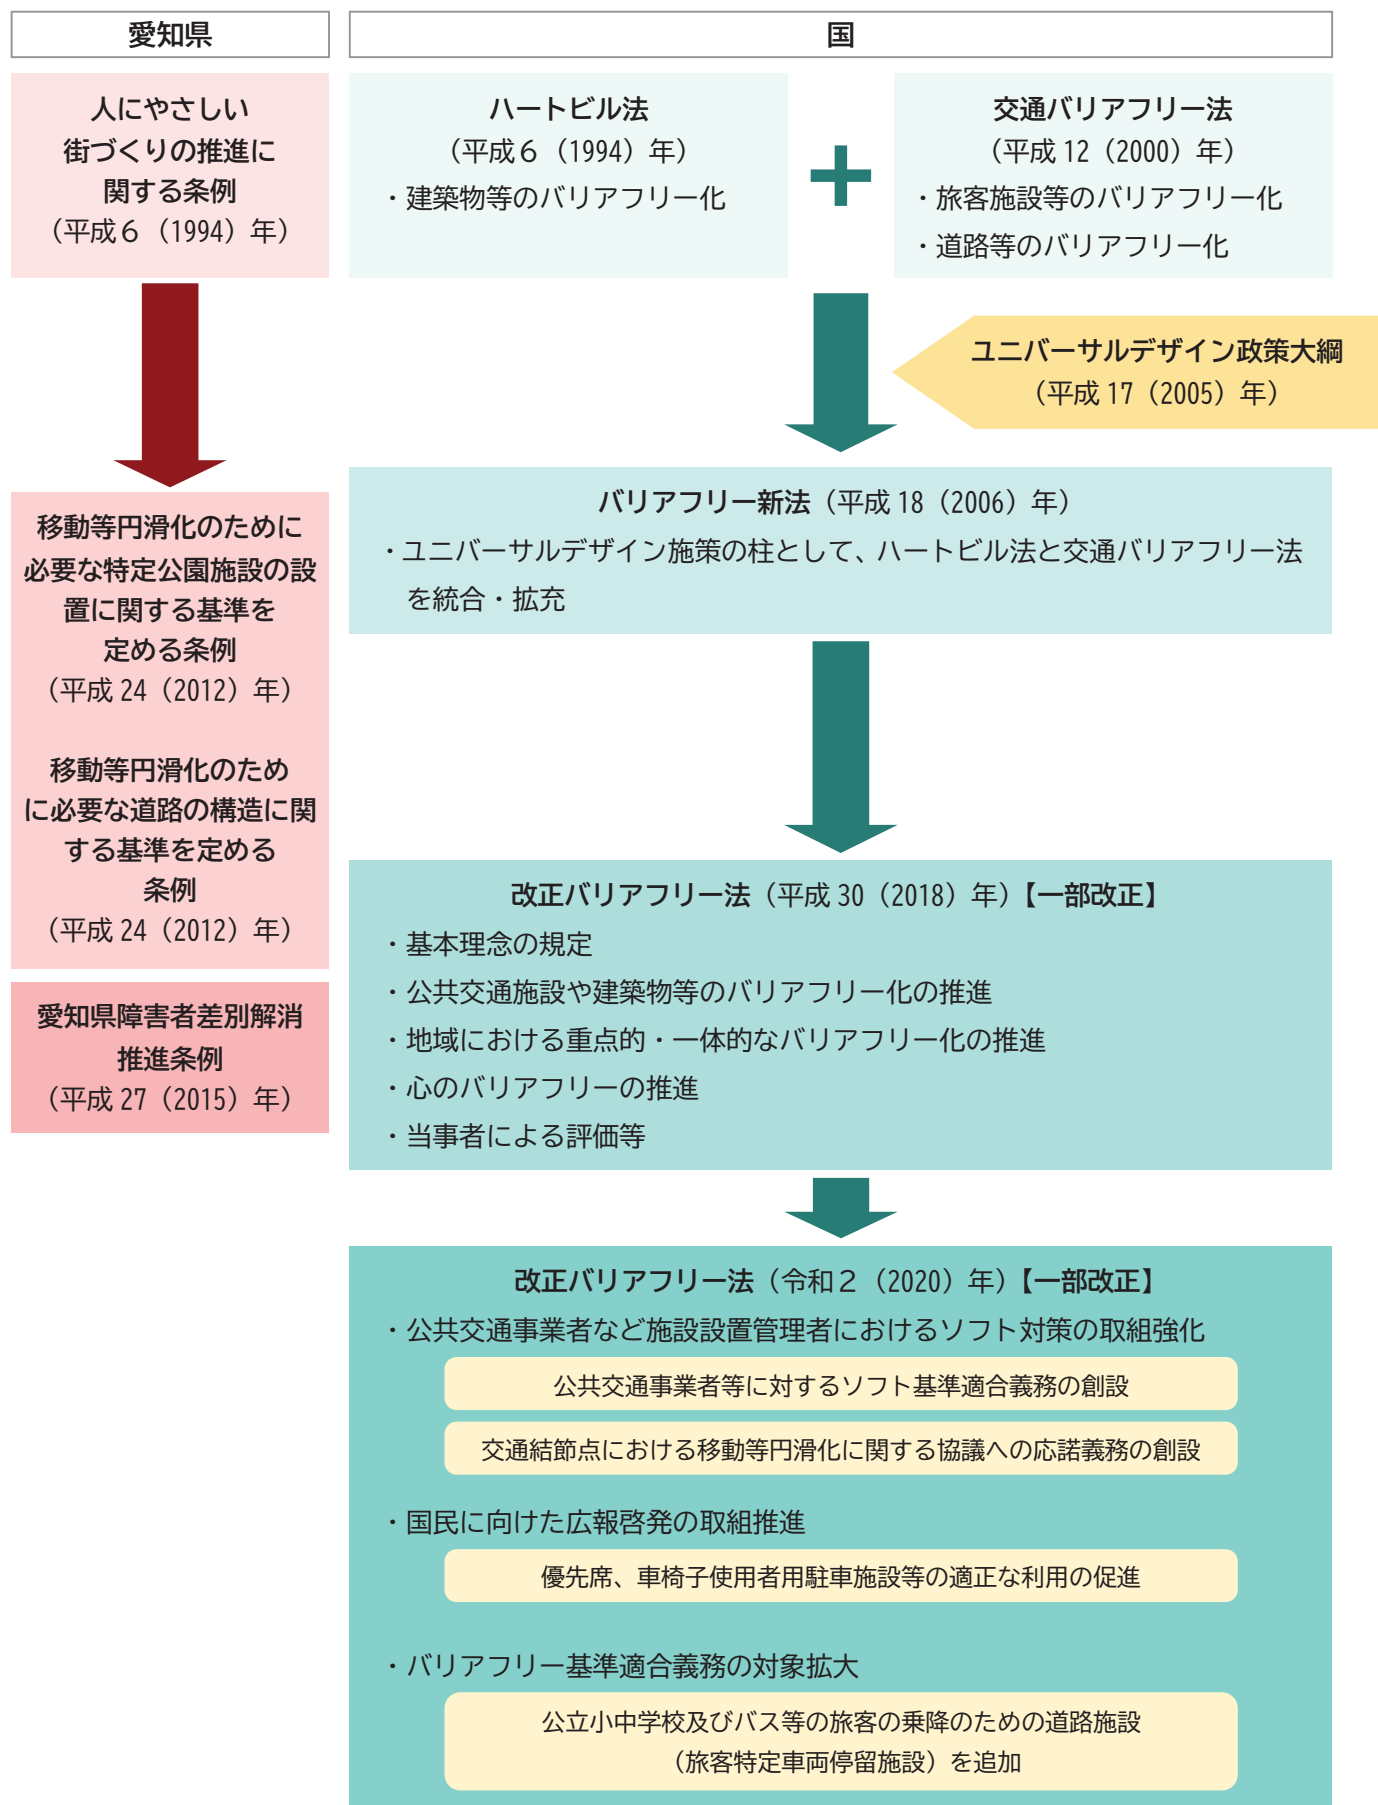 愛知県
人にやさしい
街づくりの推進に
関する条例
（平成６（1994）年）
移動等円滑化のために
必要な特定公園施設の設
置に関する基準を
定める条例
（平成 24（2012）年）
移動等円滑化のため
に必要な道路の構造に関
する基準を定める
条例
（平成 24（2012）年）
愛知県障害者差別解消
推進条例
（平成 27（2015）年）
国
ハートビル法
（平成６（1994）年）
・建築物等のバリアフリー化
+
交通バリアフリー法
（平成 12（2000）年）
・旅客施設等のバリアフリー化
・道路等のバリアフリー化
ユニバーサルデザイン政策大綱
（平成 17（2005）年）
バリアフリー新法（平成 18（2006）年）
・ユニバーサルデザイン施策の柱として、ハートビル法と交通バリアフリー法
を統合・拡充
改正バリアフリー法（平成 30（2018）年）【一部改正】
・基本理念の規定
・公共交通施設や建築物等のバリアフリー化の推進
・地域における重点的・一体的なバリアフリー化の推進
・心のバリアフリーの推進
・当事者による評価等
改正バリアフリー法（令和２（2020）年）【一部改正】
・公共交通事業者など施設設置管理者におけるソフト対策の取組強化
公共交通事業者等に対するソフト基準適合義務の創設
交通結節点における移動等円滑化に関する協議への応諾義務の創設
・国民に向けた広報啓発の取組推進
優先席、車椅子使用者用駐車施設等の適正な利用の促進
・バリアフリー基準適合義務の対象拡大
公立小中学校及びバス等の旅客の乗降のための道路施設
（旅客特定車両停留施設）を追加